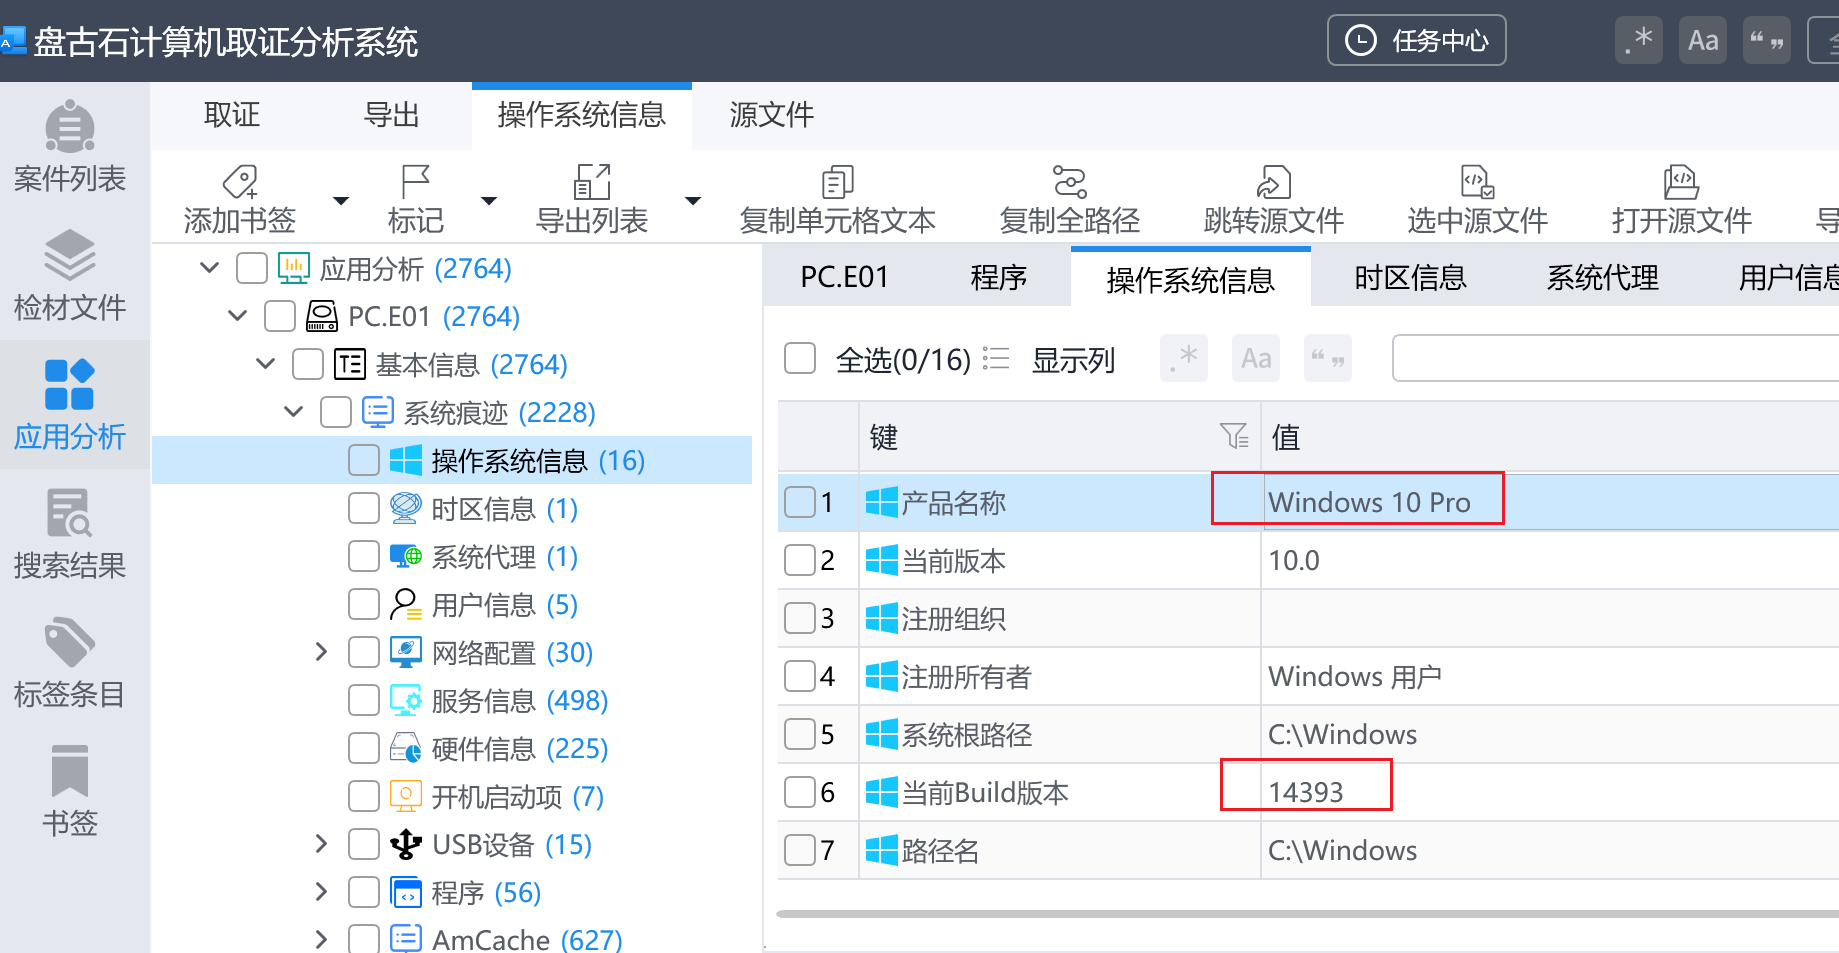 盘古石计算机取证分析系统
任务中心
.* Aa “ ”
案件列表
检材文件
应用分析
搜索结果
标签条目
书签
取证 导出 操作系统信息 源文件
添加书签 标记 导出列表 复制单元格文本 复制全路径 跳转源文件 选中源文件 打开源文件
应用分析 (2764)
PC.E01 (2764)
基本信息 (2764)
系统痕迹 (2228)
操作系统信息 (16)
时区信息 (1)
系统代理 (1)
用户信息 (5)
网络配置 (30)
服务信息 (498)
硬件信息 (225)
开机启动项 (7)
USB设备 (15)
程序 (56)
AmCache (627)
PC.E01 程序 操作系统信息 时区信息 系统代理 用户信息
全选(0/16) 显示列 .* Aa “ ”
键 值
1 产品名称 Windows 10 Pro
2 当前版本 10.0
3 注册组织
4 注册所有者 Windows 用户
5 系统根路径 C:\Windows
6 当前Build版本 14393
7 路径名 C:\Windows